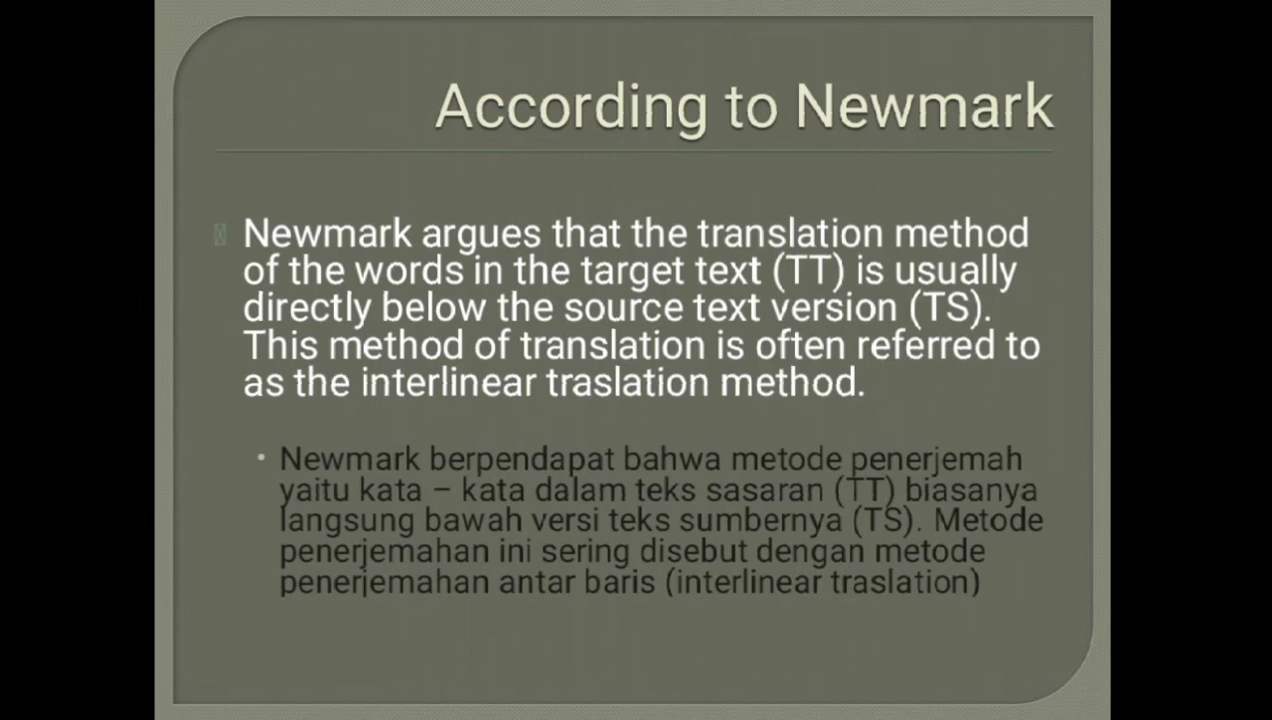 According to Newmark
Newmark argues that the translation method
of the words in the target text (TT) is usually
directly below the source text version (TS).
This method of translation is often referred to
as the interlinear traslation method.
• Newmark berpendapat bahwa metode penerjemah
yaitu kata – kata dalam teks sasaran (TT) biasanya
langsung bawah versi teks sumbernya (TS). Metode
penerjemahan ini sering disebut dengan metode
penerjemahan antar baris (interlinear traslation)